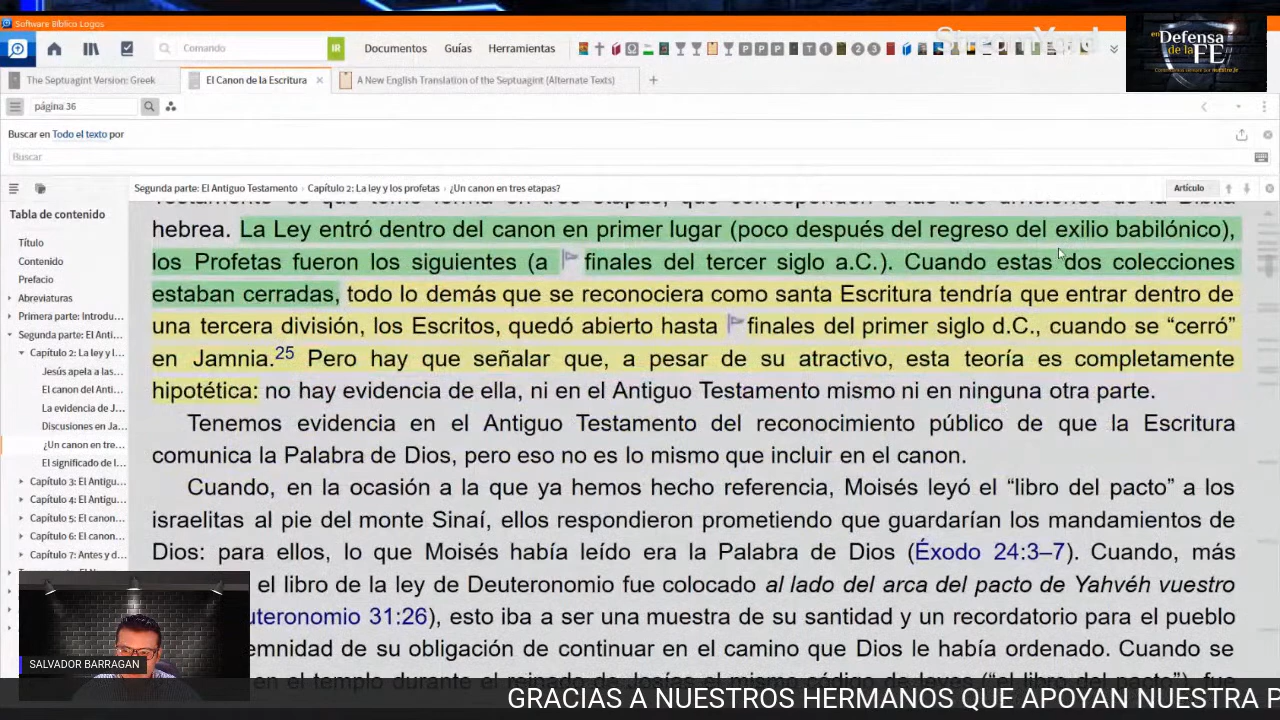 Software Bíblico Logos
Comando
IR
Documentos
Guías
Herramientas
en
Defensa
de la
FE
The Septuagint Version: Greek
El Canon de la Escritura
A New English Translation of the Septuagint (Alternate Texts)
página 36
Buscar en Todo el texto por
Buscar
Segunda parte: El Antiguo Testamento › Capítulo 2: La ley y los profetas › ¿Un canon en tres etapas?
Artículo
Tabla de contenido
Título
Contenido
Prefacio
Abreviaturas
Primera parte: Introdu...
Segunda parte: El Anti...
Capítulo 2: La ley y l...
Jesús apela a las...
El canon del Anti...
La evidencia de J...
Discusiones en Ja...
¿Un canon en tre...
El significado de l...
Capítulo 3: El Antigu...
Capítulo 4: El Antigu...
Capítulo 5: El canon...
Capítulo 6: El canon...
Capítulo 7: Antes y d...
hebrea. La Ley entró dentro del canon en primer lugar (poco después del regreso del exilio babilónico),
los Profetas fueron los siguientes (a finales del tercer siglo a.C.). Cuando estas dos colecciones
estaban cerradas, todo lo demás que se reconociera como santa Escritura tendría que entrar dentro de
una tercera división, los Escritos, quedó abierto hasta finales del primer siglo d.C., cuando se “cerró”
en Jamnia.25 Pero hay que señalar que, a pesar de su atractivo, esta teoría es completamente
hipotética: no hay evidencia de ella, ni en el Antiguo Testamento mismo ni en ninguna otra parte.
Tenemos evidencia en el Antiguo Testamento del reconocimiento público de que la Escritura
comunica la Palabra de Dios, pero eso no es lo mismo que incluir en el canon.
Cuando, en la ocasión a la que ya hemos hecho referencia, Moisés leyó el “libro del pacto” a los
israelitas al pie del monte Sinaí, ellos respondieron prometiendo que guardarían los mandamientos de
Dios: para ellos, lo que Moisés había leído era la Palabra de Dios (Éxodo 24:3–7). Cuando, más
el libro de la ley de Deuteronomio fue colocado al lado del arca del pacto de Yahvéh vuestro
uteronomio 31:26), esto iba a ser una muestra de su santidad y un recordatorio para el pueblo
emnidad de su obligación de continuar en el camino que Dios le había ordenado. Cuando se
SALVADOR BARRAGAN
GRACIAS A NUESTROS HERMANOS QUE APOYAN NUESTRA P